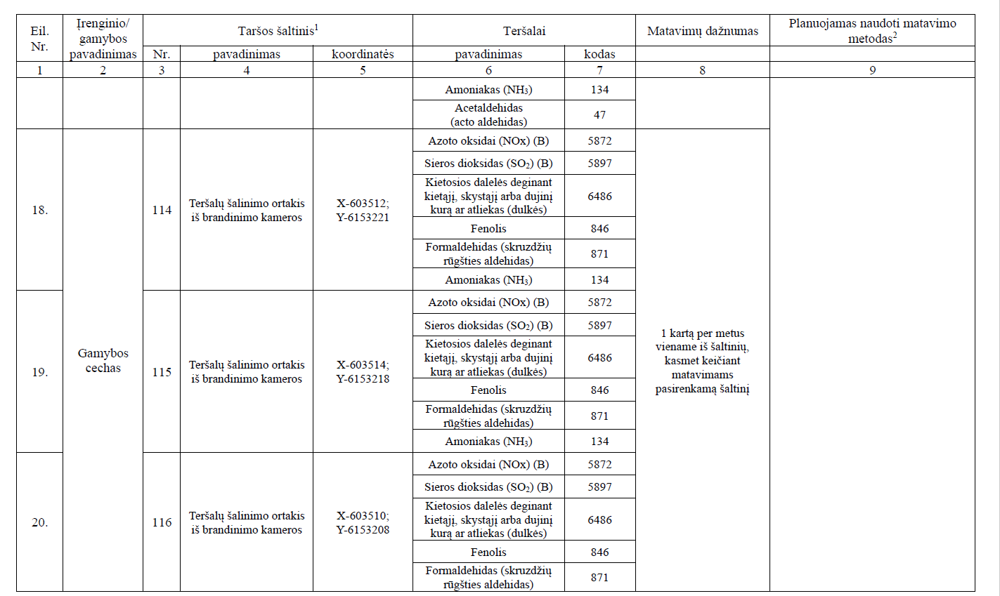 Eil.
Nr.
Įrenginio/
gamybos
pavadinimas
Taršos šaltinis1
Teršalai
Matavimų dažnumas
Planuojamas naudoti matavimo
metodas2
Nr.
pavadinimas
koordinatės
pavadinimas
kodas
1
2
3
4
5
6
7
8
9
Amoniakas (NH3)
134
Acetaldehidas
(acto aldehidas)
47
18.
114
Teršalų šalinimo ortakis
iš brandinimo kameros
X-603512;
Y-6153221
Azoto oksidai (NOx) (B)
5872
Sieros dioksidas (SO2) (B)
5897
Kietosios dalelės deginant
kietąjį, skystąjį arba dujinį
kurą ar atliekas (dulkės)
6486
Fenolis
846
Formaldehidas (skruzdžių
rūgšties aldehidas)
871
Amoniakas (NH3)
134
Gamybos
cechas
1 kartą per metus
viename iš šaltinių,
kasmet keičiant
matavimams
pasirenkamą šaltinį
19.
115
Teršalų šalinimo ortakis
iš brandinimo kameros
X-603514;
Y-6153218
Azoto oksidai (NOx) (B)
5872
Sieros dioksidas (SO2) (B)
5897
Kietosios dalelės deginant
kietąjį, skystąjį arba dujinį
kurą ar atliekas (dulkės)
6486
Fenolis
846
Formaldehidas (skruzdžių
rūgšties aldehidas)
871
Amoniakas (NH3)
134
20.
116
Teršalų šalinimo ortakis
iš brandinimo kameros
X-603510;
Y-6153208
Azoto oksidai (NOx) (B)
5872
Sieros dioksidas (SO2) (B)
5897
Kietosios dalelės deginant
kietąjį, skystąjį arba dujinį
kurą ar atliekas (dulkės)
6486
Fenolis
846
Formaldehidas (skruzdžių
rūgšties aldehidas)
871